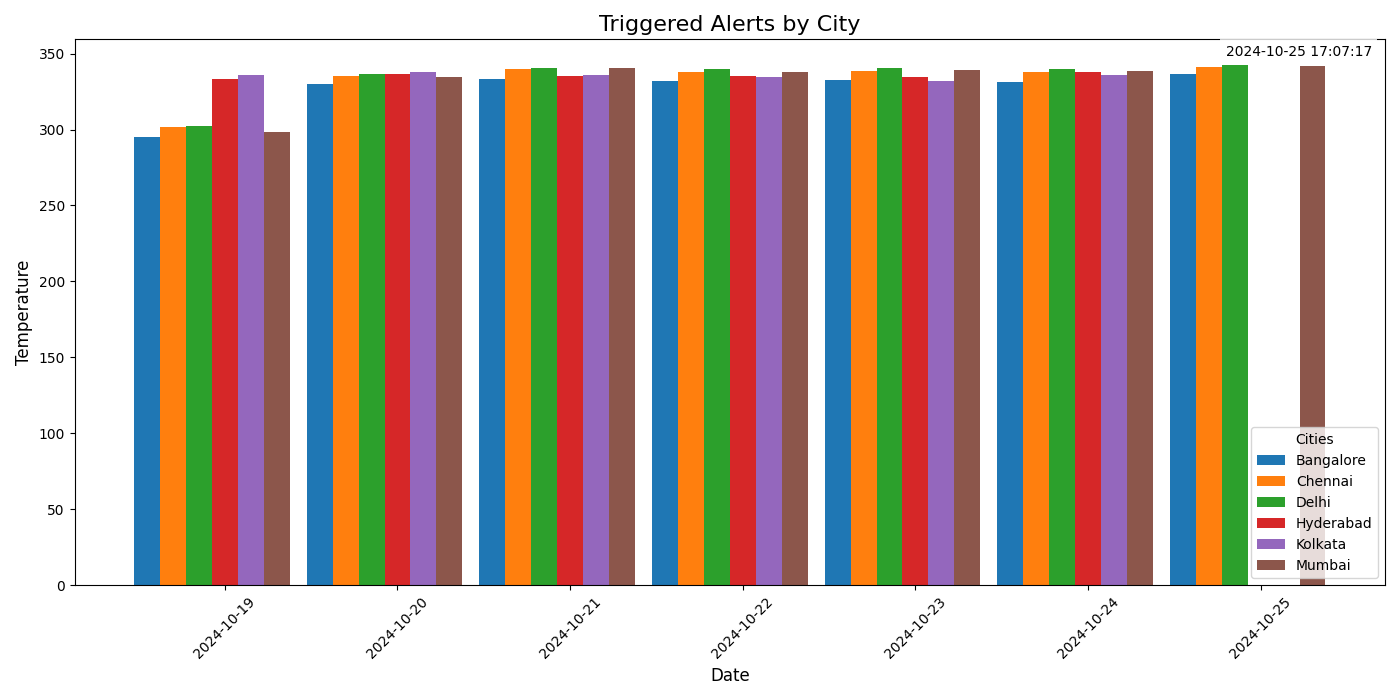 Triggered Alerts by City
2024-10-25 17:07:17
350
300
250
200
150
100
50
0
Temperature
Cities
Bangalore
Chennai
Delhi
Hyderabad
Kolkata
Mumbai
2024-10-19
2024-10-20
2024-10-21
2024-10-22
2024-10-23
2024-10-24
2024-10-25
Date